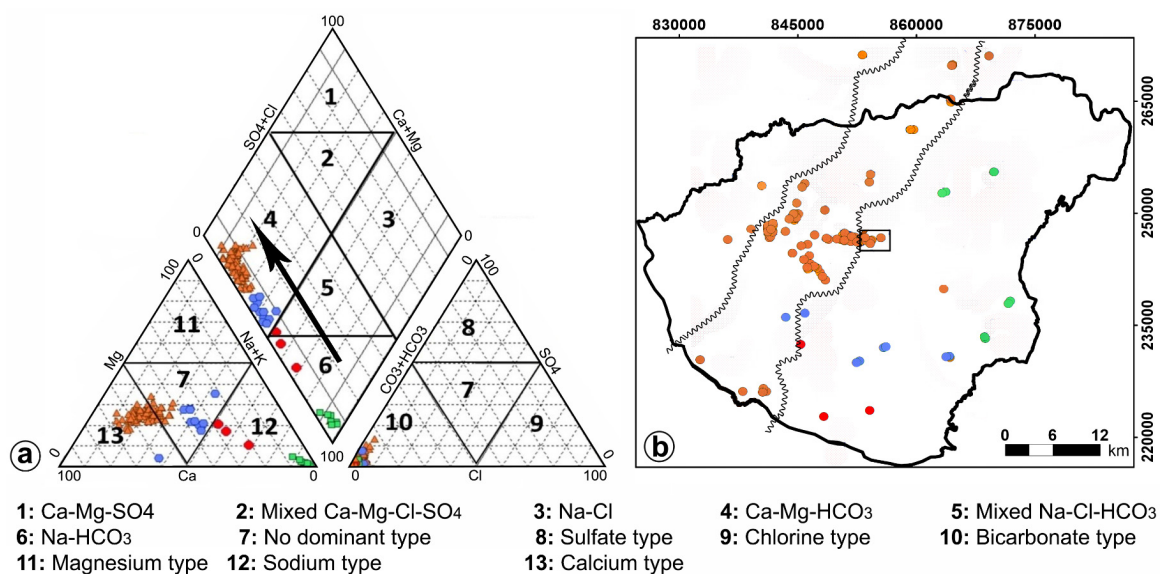 100
1
SO4+Cl
Ca+Mg
2
4
3
0
0
5
100
0
100
6
11
8
Mg
Na+K
CO3+HCO3
SO4
7
7
13
12
10
9
0
100
0
a
100
Ca
0
0
Cl
0
830000
845000
860000
875000
265000
250000
235000
220000
0
6
12
km
b
1: Ca-Mg-SO4
2: Mixed Ca-Mg-Cl-SO4
3: Na-Cl
4: Ca-Mg-HCO3
5: Mixed Na-Cl-HCO3
6: Na-HCO3
7: No dominant type
8: Sulfate type
9: Chlorine type
10: Bicarbonate type
11: Magnesium type
12: Sodium type
13: Calcium type